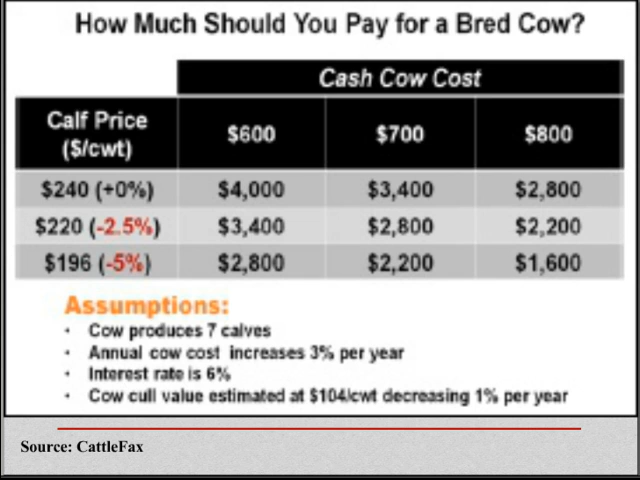 How Much Should You Pay for a Bred Cow?
Cash Cow Cost
Calf Price
($/cwt)
$600
$700
$800
$240 (+0%)
$4,000
$3,400
$2,800
$220 (-2.5%)
$3,400
$2,800
$2,200
$196 (-5%)
$2,800
$2,200
$1,600
Assumptions:
· Cow produces 7 calves
· Annual cow cost increases 3% per year
· Interest rate is 6%
· Cow cull value estimated at $104/cwt decreasing 1% per year
Source: CattleFax